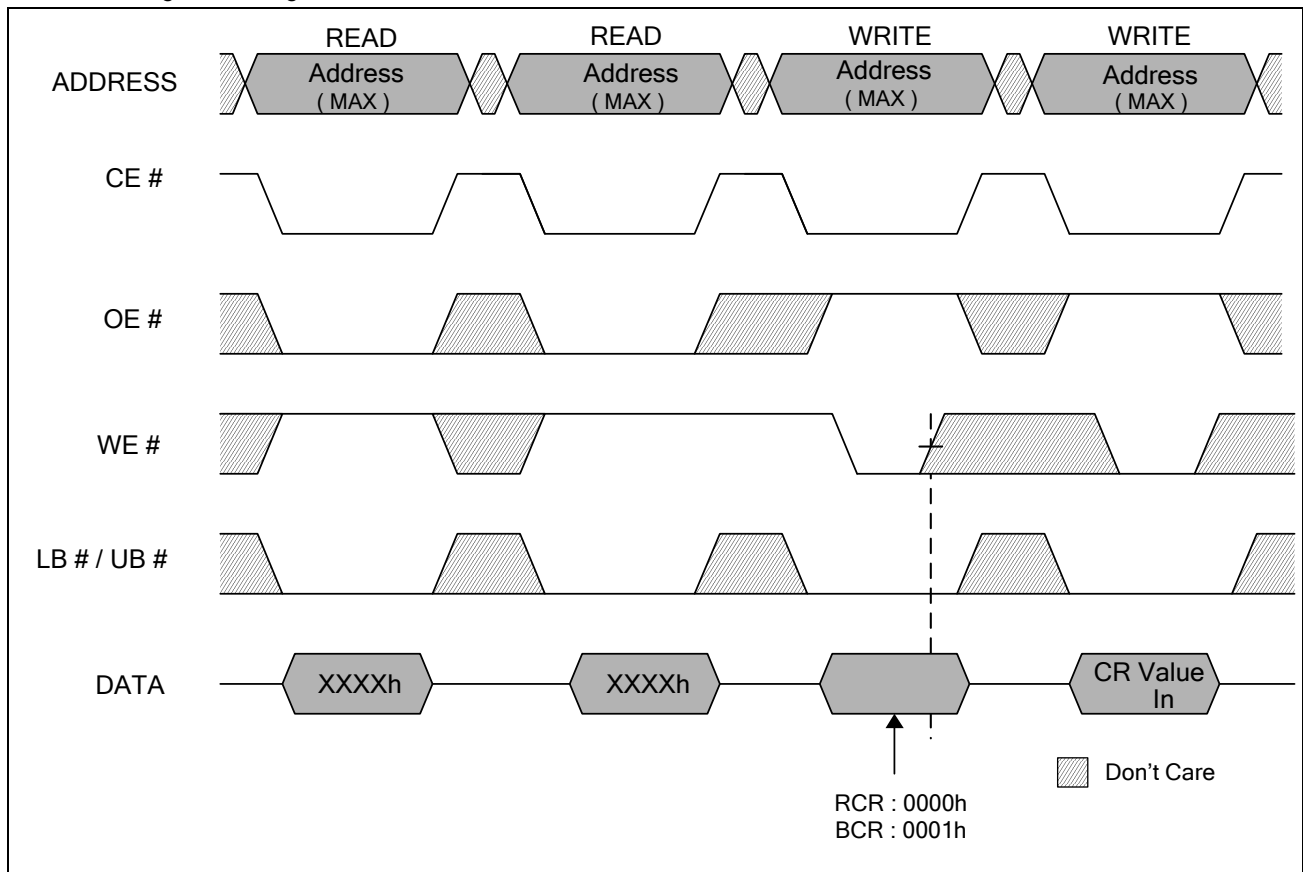 READ READ WRITE WRITE
ADDRESS
Address
( MAX )
Address
( MAX )
Address
( MAX )
Address
( MAX )
CE #
OE #
WE #
LB # / UB #
DATA
XXXXh
XXXXh
CR Value
In
Don't Care
RCR : 0000h
BCR : 0001h